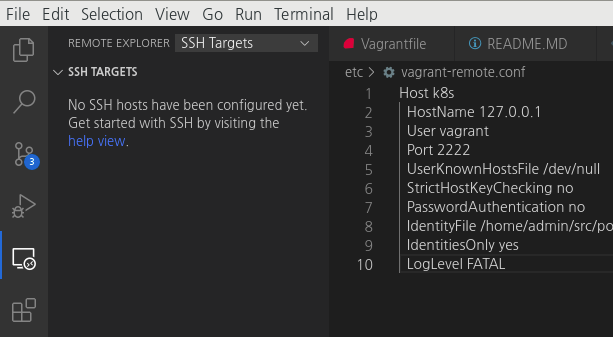 File Edit Selection View Go Run Terminal Help
REMOTE EXPLORER SSH Targets
Vagrantfile README.MD
SSH TARGETS
No SSH hosts have been configured yet.
Get started with SSH by visiting the
help view.
3
etc > vagrant-remote.conf
1 Host k8s
2 HostName 127.0.0.1
3 User vagrant
4 Port 2222
5 UserKnownHostsFile /dev/null
6 StrictHostKeyChecking no
7 PasswordAuthentication no
8 IdentityFile /home/admin/src/po
9 IdentitiesOnly yes
10 LogLevel FATAL